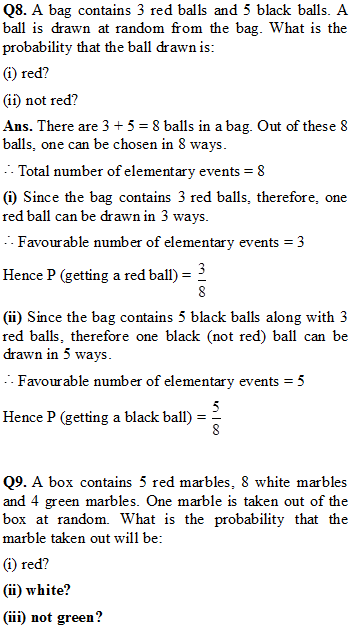 Q8. A bag contains 3 red balls and 5 black balls. A
ball is drawn at random from the bag. What is the
probability that the ball drawn is:
(i) red?
(ii) not red?
Ans. There are 3 + 5 = 8 balls in a bag. Out of these 8
balls, one can be chosen in 8 ways.
∴ Total number of elementary events = 8
(i) Since the bag contains 3 red balls, therefore, one
red ball can be drawn in 3 ways.
∴ Favourable number of elementary events = 3
Hence P (getting a red ball) = 3/8
(ii) Since the bag contains 5 black balls along with 3
red balls, therefore one black (not red) ball can be
drawn in 5 ways.
∴ Favourable number of elementary events = 5
Hence P (getting a black ball) = 5/8
Q9. A box contains 5 red marbles, 8 white marbles
and 4 green marbles. One marble is taken out of the
box at random. What is the probability that the
marble taken out will be:
(i) red?
(ii) white?
(iii) not green?